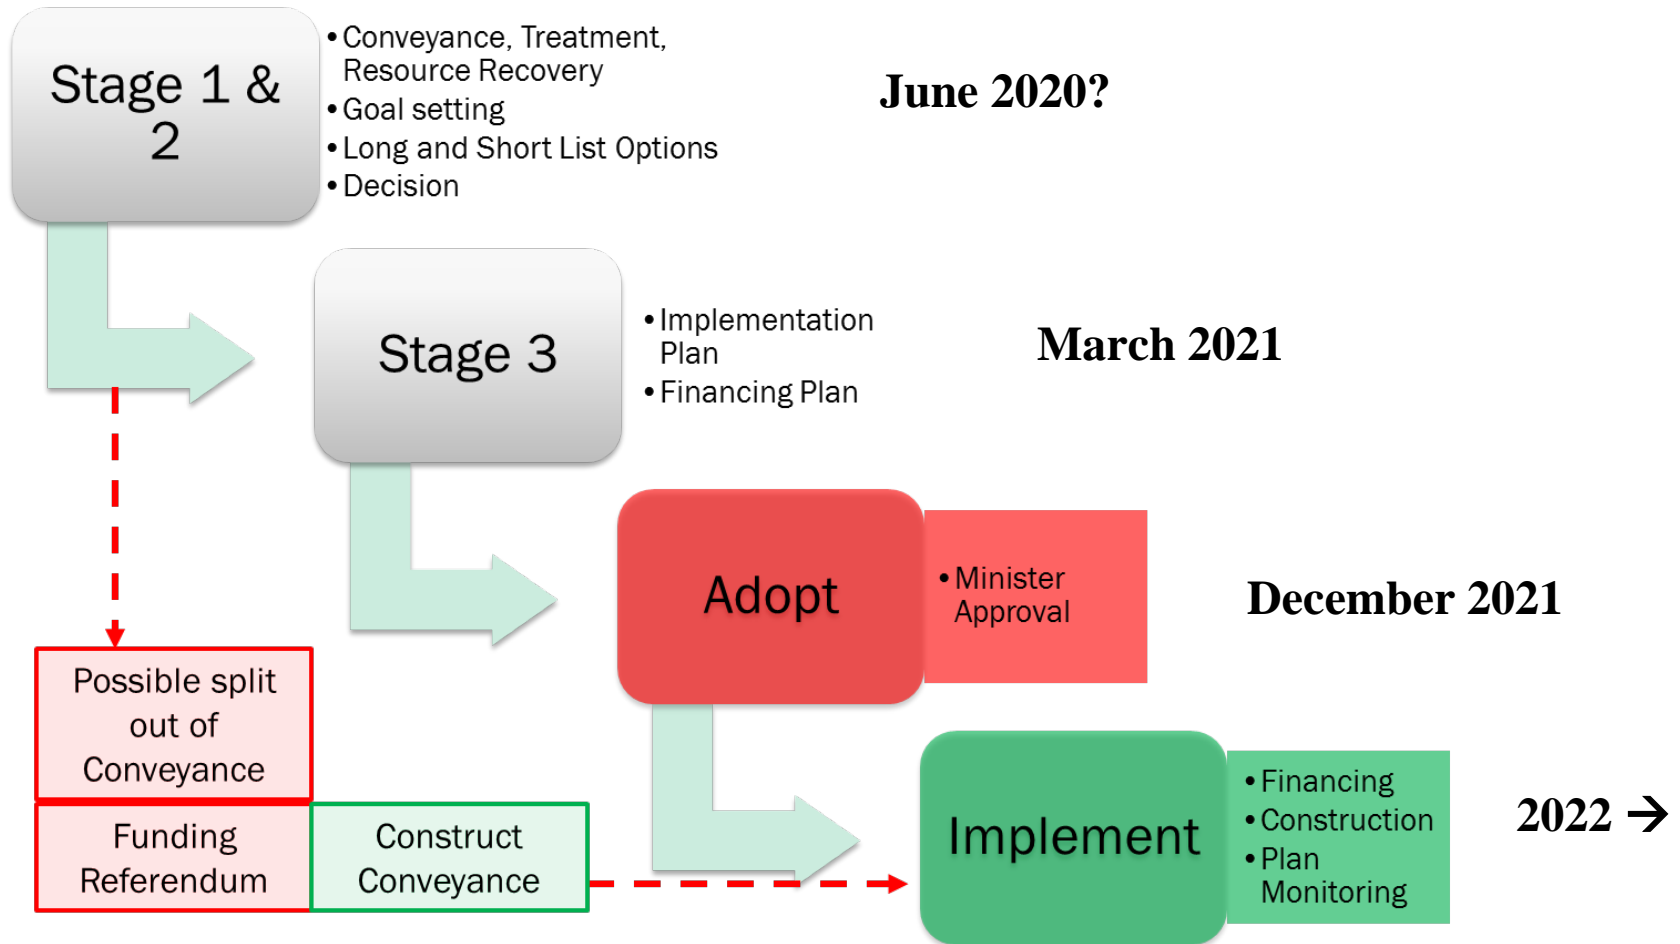 Stage 1 &
2
•Conveyance, Treatment,
Resource Recovery
•Goal setting
•Long and Short List Options
•Decision
June 2020?
Stage 3
•Implementation
Plan
•Financing Plan
March 2021
Adopt
•Minister
Approval
December 2021
Possible split
out of
Conveyance
Funding
Referendum
Construct
Conveyance
Implement
•Financing
•Construction
•Plan
Monitoring
2022 →